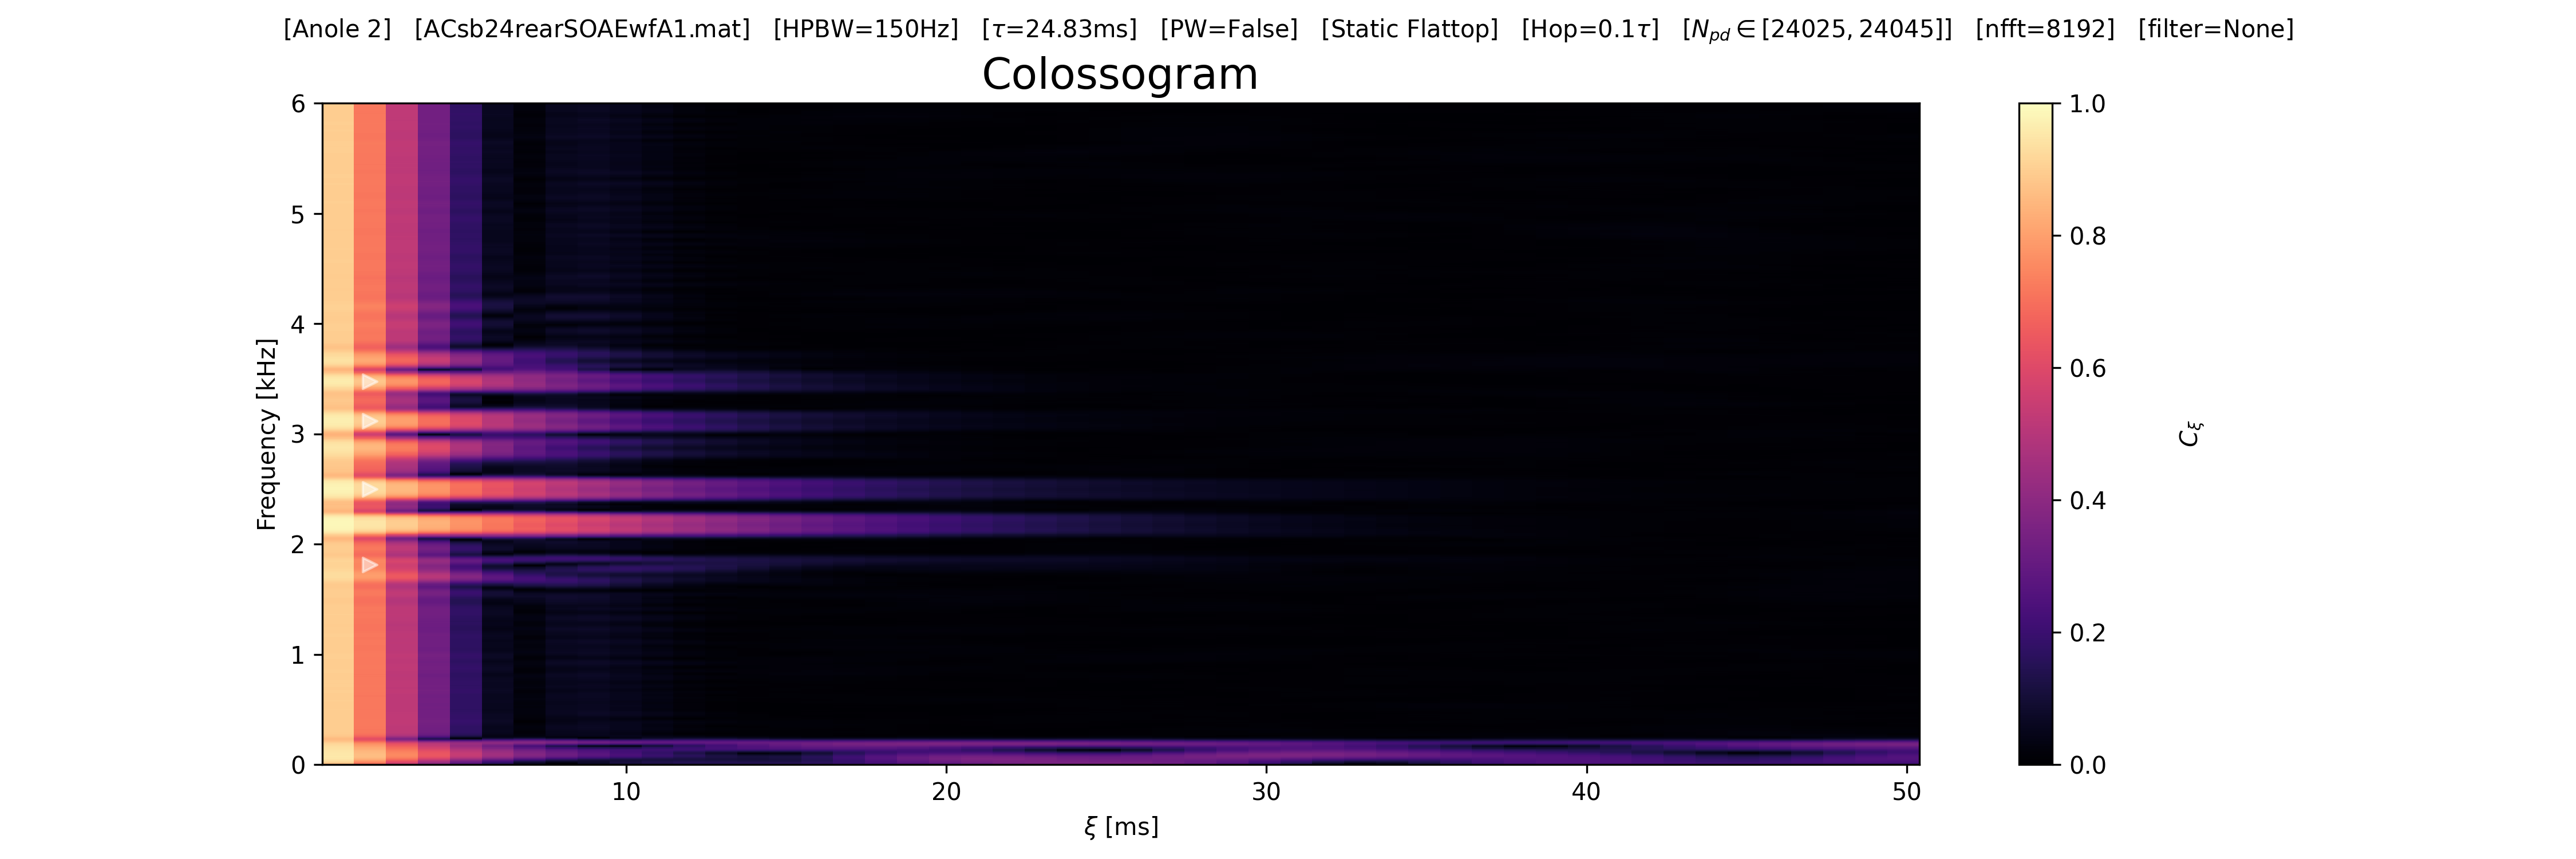 [Anole 2] [ACsb24rearSOAEwfA1.mat] [HPBW=150Hz] [τ=24.83ms] [PW=False] [Static Flattop] [Hop=0.1τ] [N_pd ∈ [24025, 24045]] [nfft=8192] [filter=None]
Colossogram
6
5
4
3
2
1
0
Frequency [kHz]
10 20 30 40 50
ξ [ms]
1.0
0.8
0.6
0.4
0.2
0.0
C_ξ